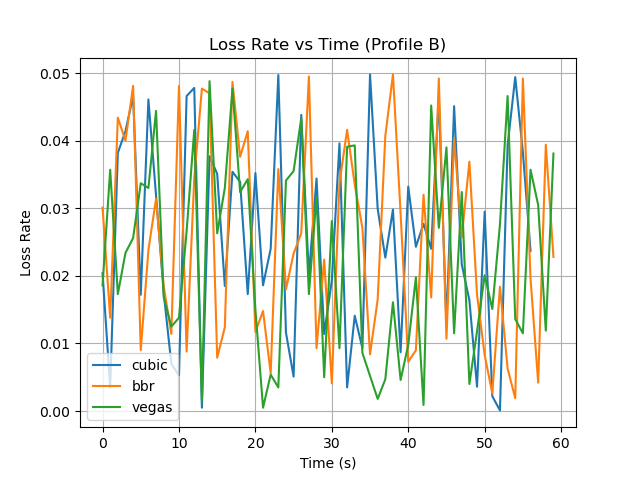 Loss Rate vs Time (Profile B)
0.05
0.04
0.03
0.02
0.01
0.00
Loss Rate
cubic
bbr
vegas
0 10 20 30 40 50 60
Time (s)